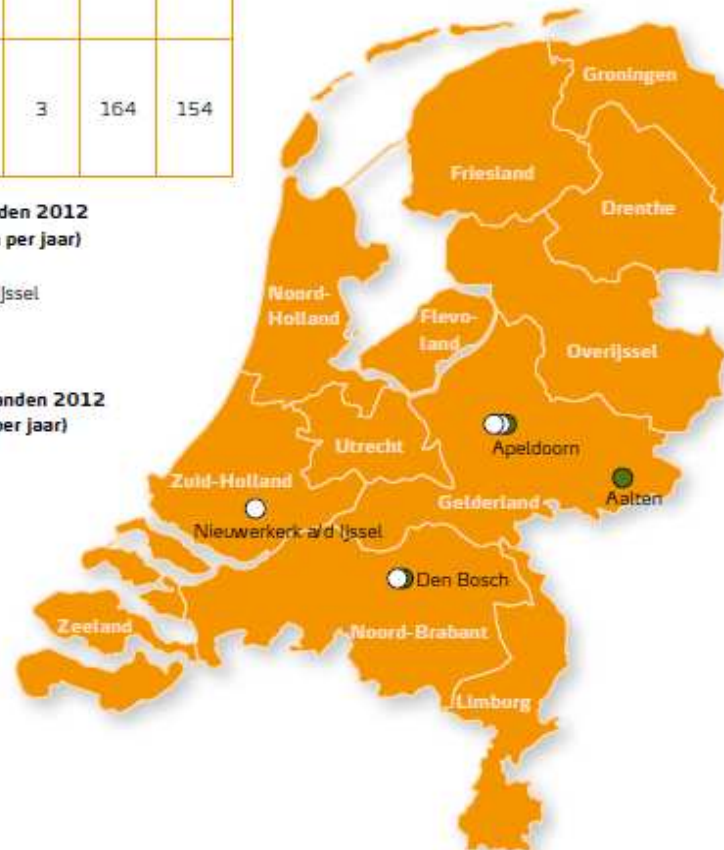 3 164 154
den 2012
per jaar)
Jssel
nden 2012
per jaar)
Groningen
Friesland
Drenthe
Noord-
Holland
Flevo-
land
Overijssel
Apeldoorn
Utrecht
Zuid-Holland
Aalten
Gelderland
Nieuwerkerk a/d Ijssel
Den Bosch
Zeeland
Noord-Brabant
Limburg